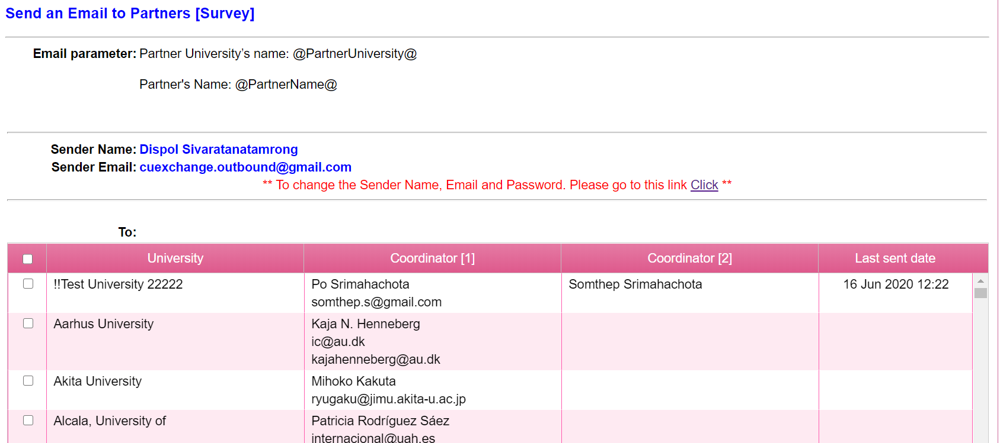 Send an Email to Partners [Survey]
Email parameter: Partner University’s name: @PartnerUniversity@
Partner's Name: @PartnerName@
Sender Name: Dispol Sivaratanatamrong
Sender Email: cuexchange.outbound@gmail.com
** To change the Sender Name, Email and Password. Please go to this link Click **
To:
University Coordinator [1] Coordinator [2] Last sent date
!!Test University 22222 Po Srimahachota Somthep Srimahachota 16 Jun 2020 12:22
somthep.s@gmail.com
Aarhus University Kaja N. Henneberg
ic@au.dk
kajahenneberg@au.dk
Akita University Mihoko Kakuta
ryugaku@jimu.akita-u.ac.jp
Alcala, University of Patricia Rodríguez Sáez
internacional@uah.es